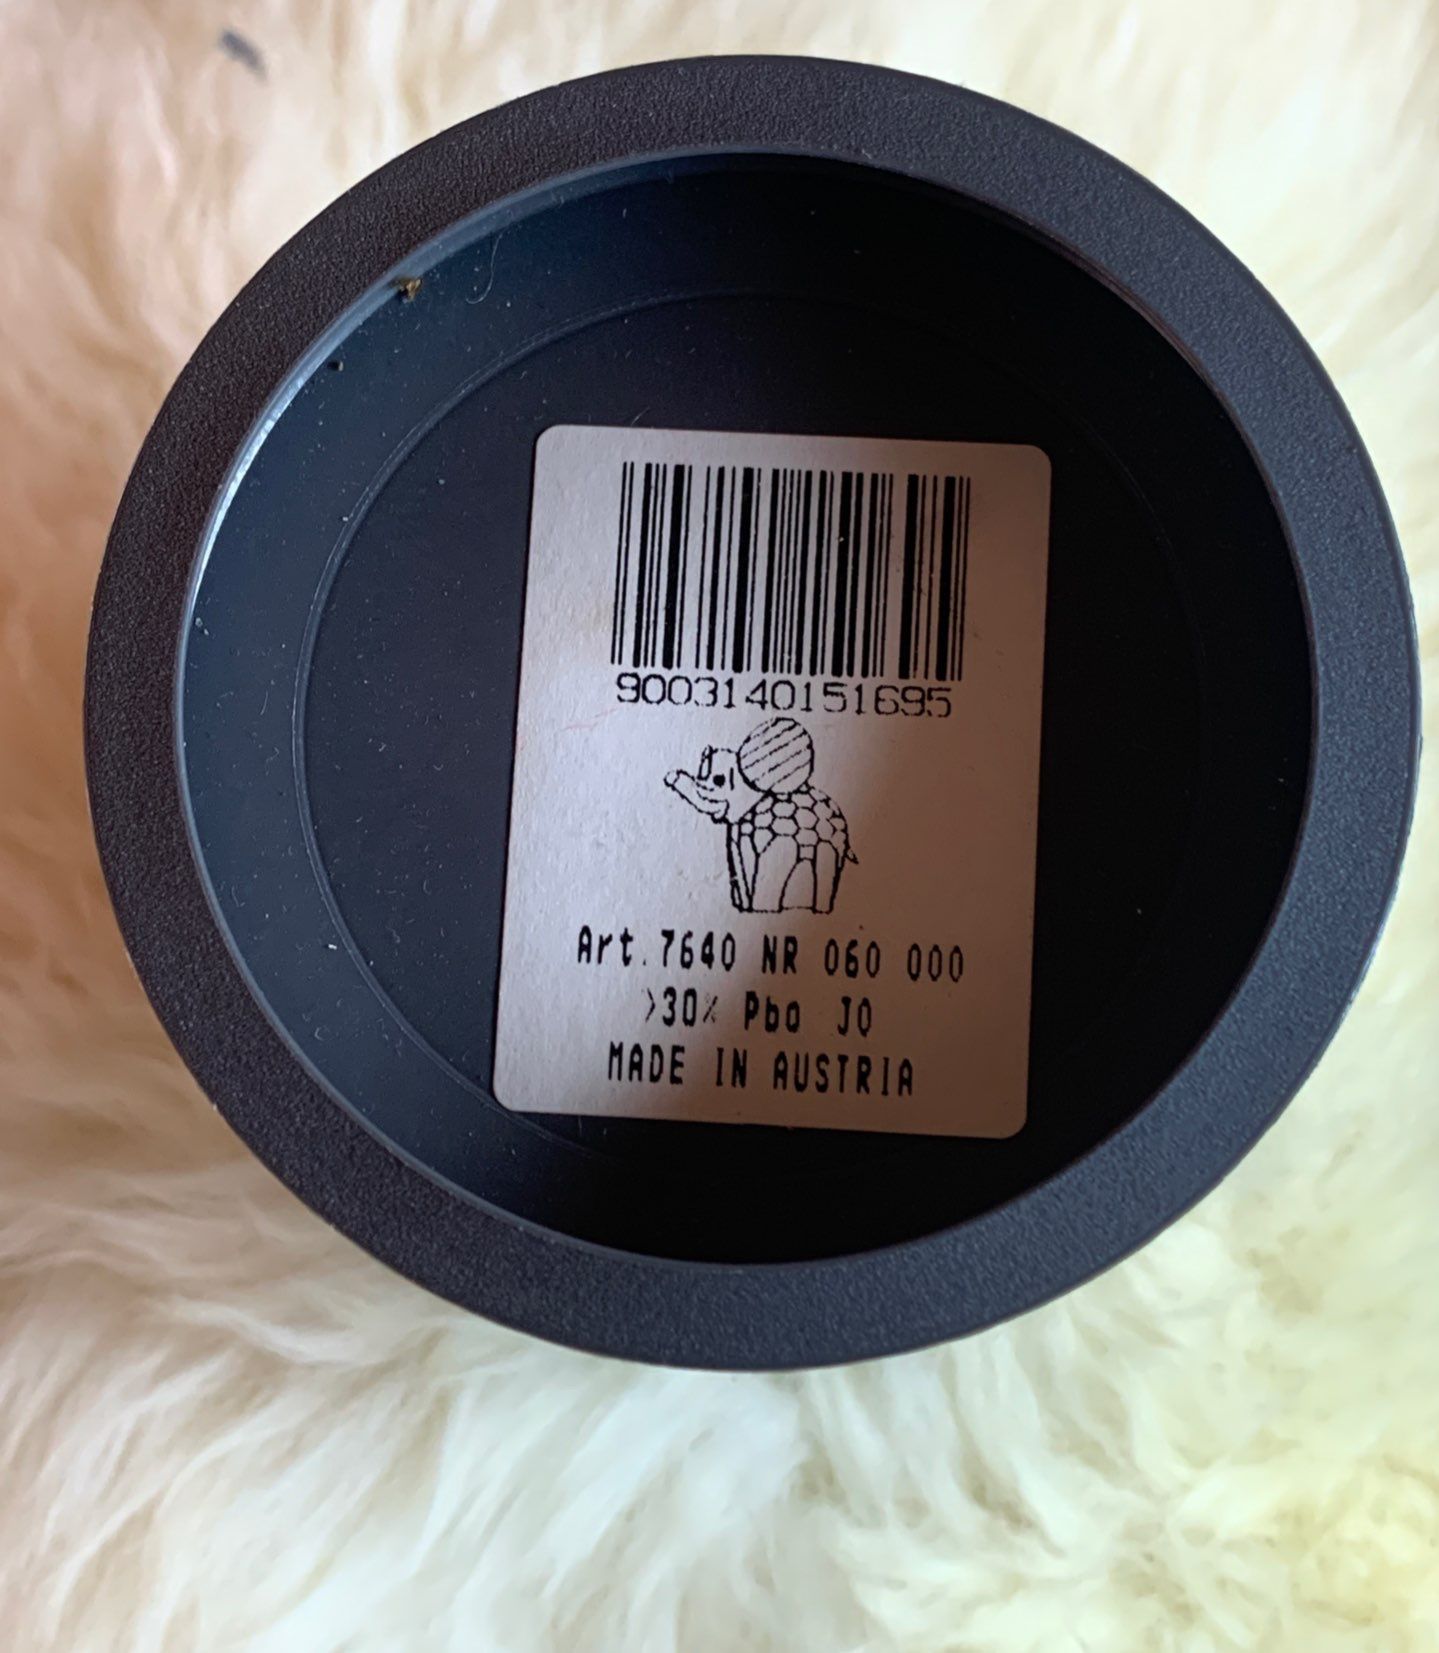 9003140151695
Art.7640 NR 060 000
>30% Pbo JO
MADE IN AUSTRIA